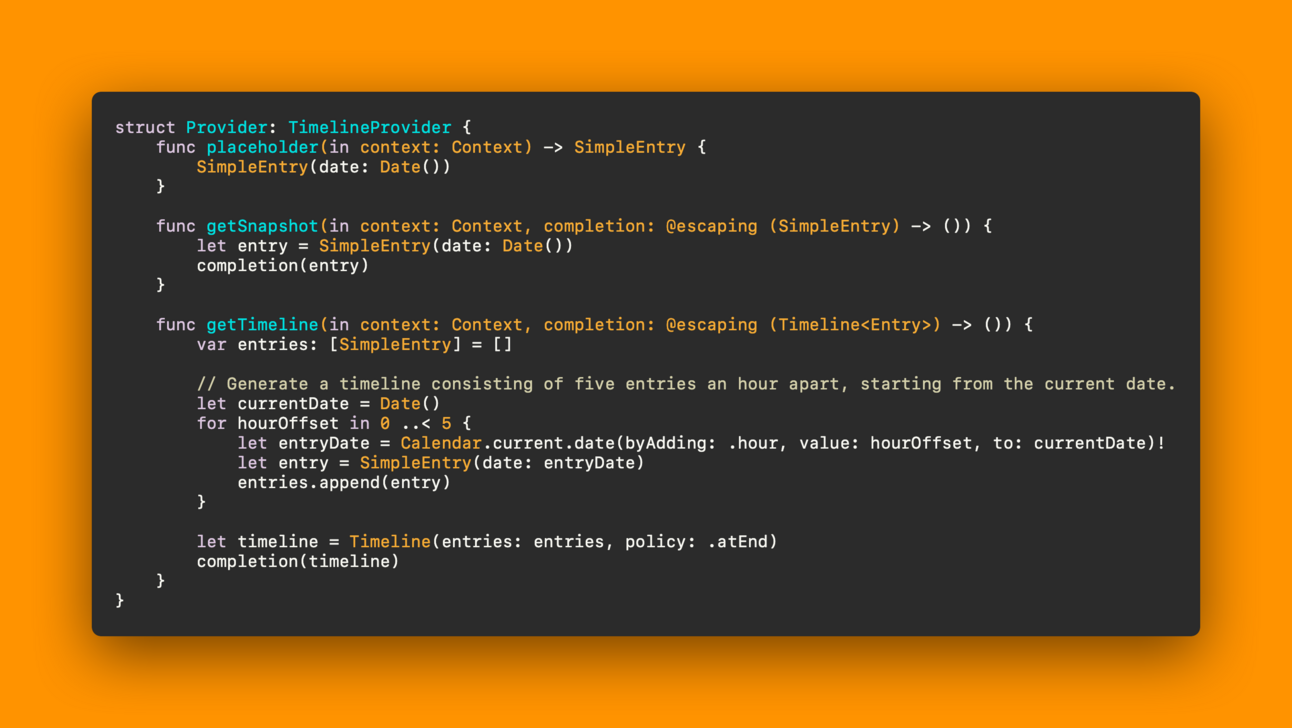 struct Provider: TimelineProvider {
    func placeholder(in context: Context) -> SimpleEntry {
        SimpleEntry(date: Date())
    }

    func getSnapshot(in context: Context, completion: @escaping (SimpleEntry) -> ()) {
        let entry = SimpleEntry(date: Date())
        completion(entry)
    }

    func getTimeline(in context: Context, completion: @escaping (Timeline<Entry>) -> ()) {
        var entries: [SimpleEntry] = []

        // Generate a timeline consisting of five entries an hour apart, starting from the current date.
        let currentDate = Date()
        for hourOffset in 0 ..< 5 {
            let entryDate = Calendar.current.date(byAdding: .hour, value: hourOffset, to: currentDate)!
            let entry = SimpleEntry(date: entryDate)
            entries.append(entry)
        }

        let timeline = Timeline(entries: entries, policy: .atEnd)
        completion(timeline)
    }
}